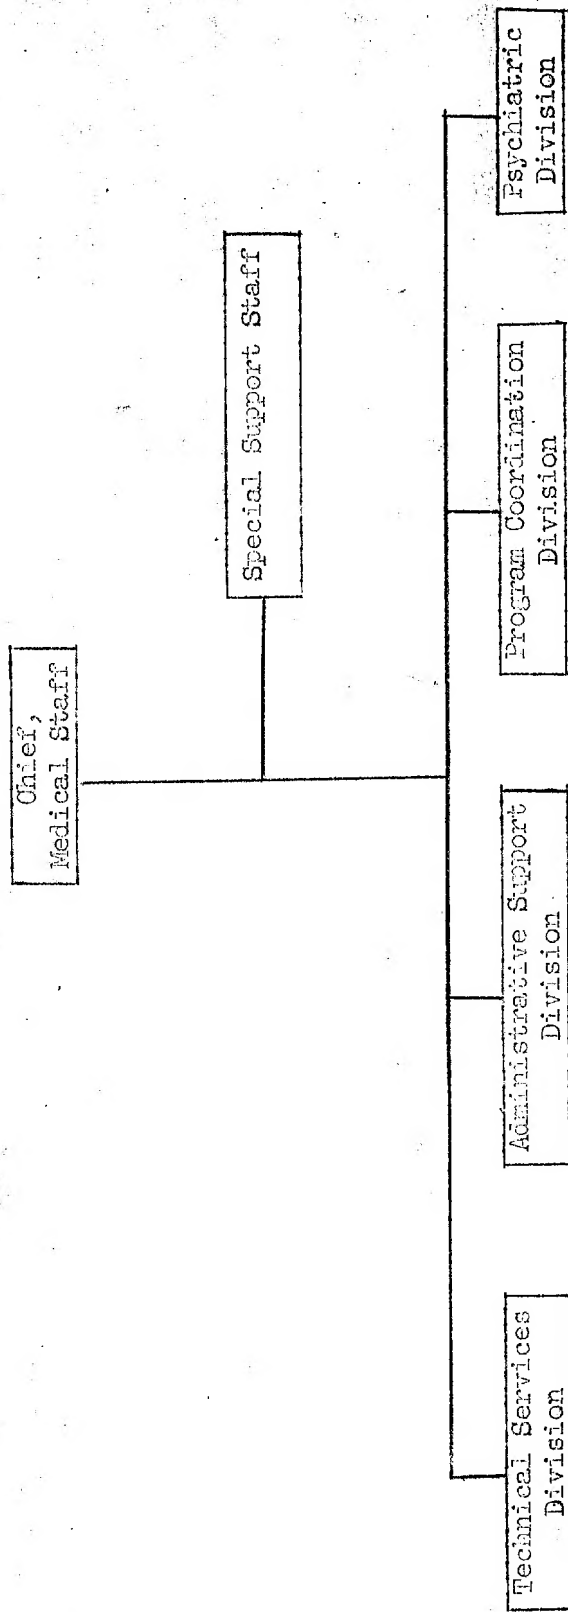 Chief,
Medical Staff
Special Support Staff
Technical Services
Division
Administrative Support
Division
Program Coordination
Division
Psychiatric
Division